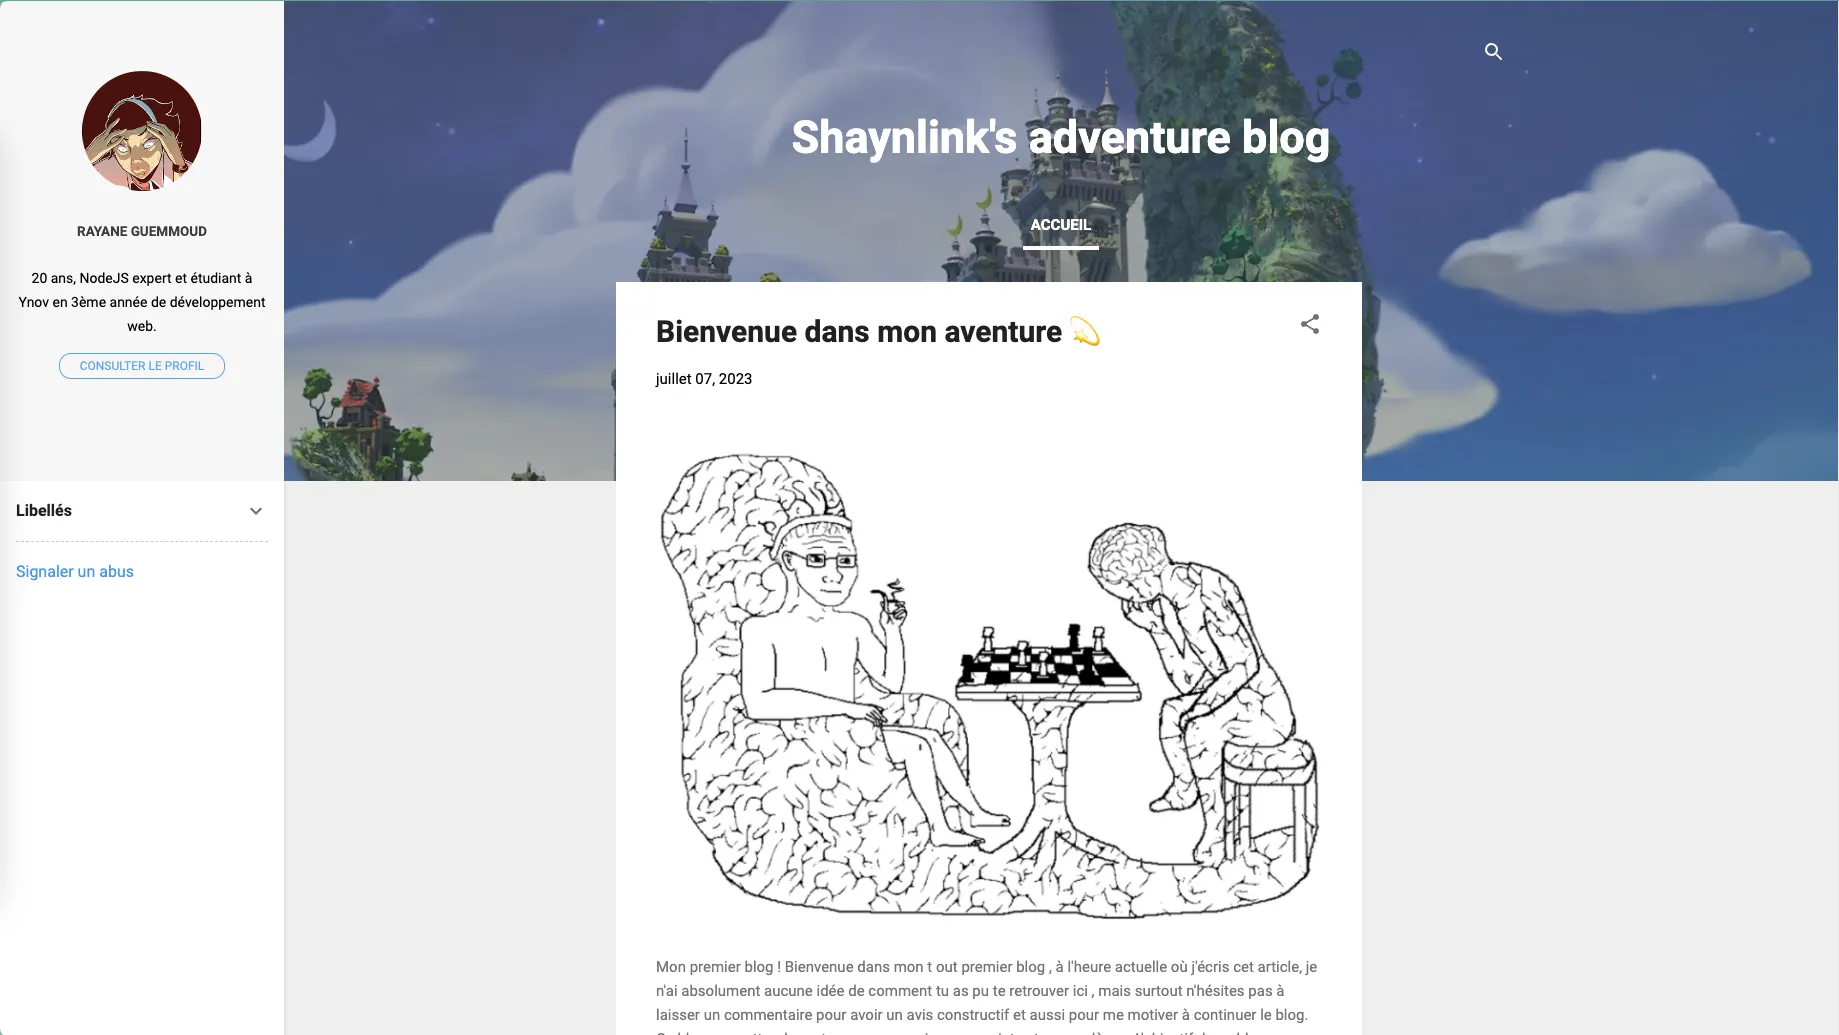 RAYANE GUEMMOUD
20 ans, NodeJS expert et étudiant à
Ynov en 3ème année de développement
web.
CONSULTER LE PROFIL
Libellés
Signaler un abus
Shaynlink's adventure blog
ACCUEIL
Bienvenue dans mon aventure 💫
juillet 07, 2023
Mon premier blog ! Bienvenue dans mon t out premier blog , à l'heure actuelle où j'écris cet article, je
n'ai absolument aucune idée de comment tu as pu te retrouver ici , mais surtout n'hésites pas à
laisser un commentaire pour avoir un avis constructif et aussi pour me motiver à continuer le blog.